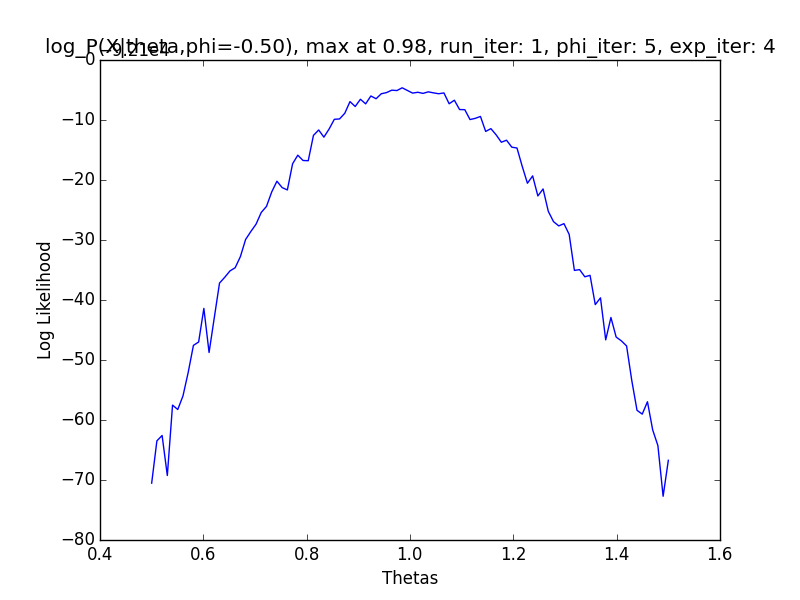 log_P(X|theta,phi=-0.50), max at 0.98, run_iter: 1, phi_iter: 5, exp_iter: 4
−9.21e4
0
−10
−20
−30
−40
−50
−60
−70
−80
Log Likelihood
0.4 0.6 0.8 1.0 1.2 1.4 1.6
Thetas